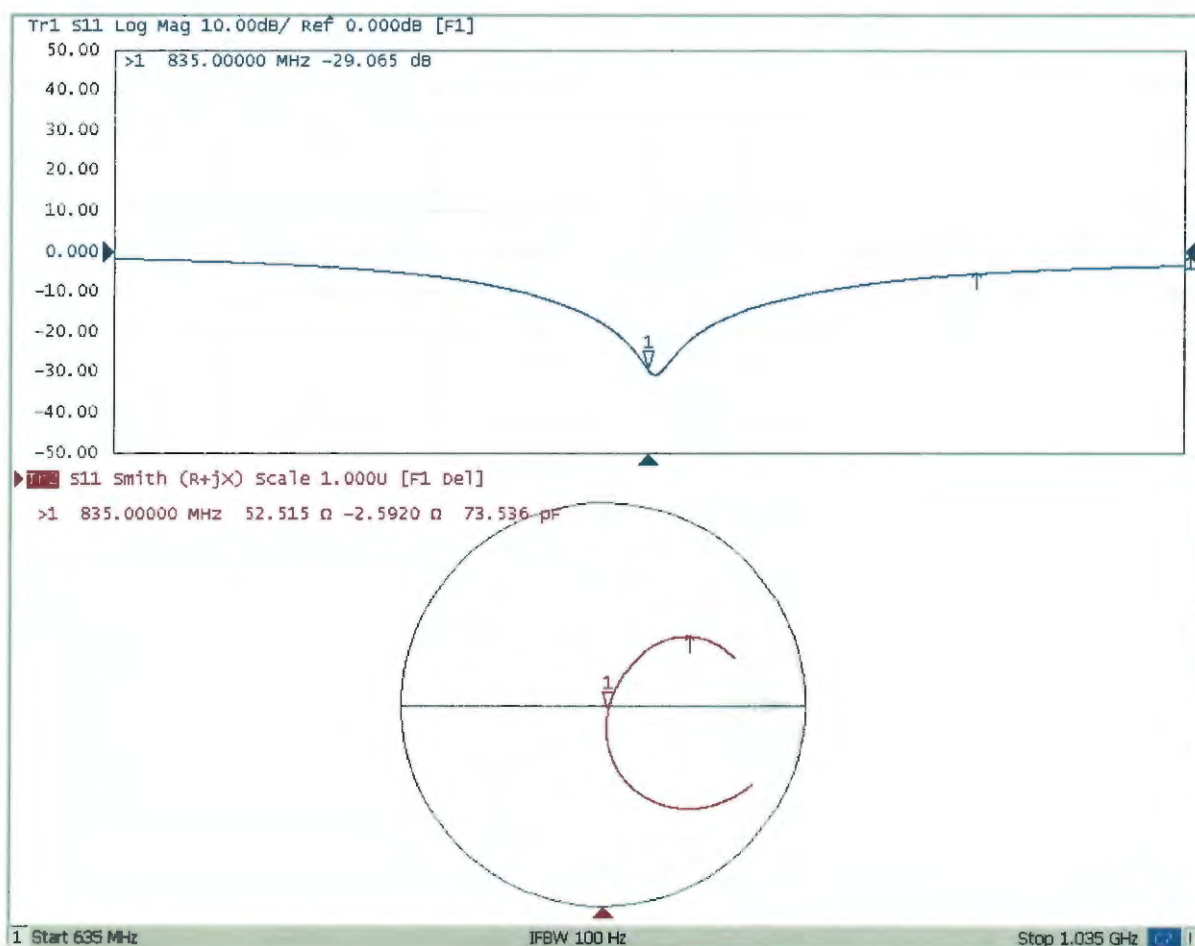 Tr1 S11 Log Mag 10.00dB/ Ref 0.000dB [F1]
50.00
>1 835.00000 MHz -29.065 dB
40.00
30.00
20.00
10.00
0.000
-10.00
-20.00
1
-30.00
-40.00
-50.00
Tr2 S11 Smith (R+jX) Scale 1.000U [F1 Del]
>1 835.00000 MHz 52.515 Ω -2.5920 Ω 73.536 pF
1
1 Start 635 MHz IFBW 100 Hz Stop 1.035 GHz